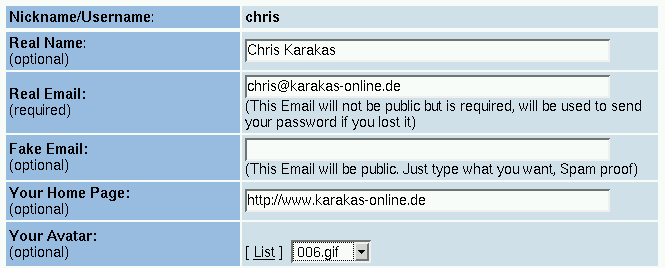 Nickname/Username: chris
Real Name: Chris Karakas
(optional)
Real Email: chris@karakas-online.de
(required) (This Email will not be public but is required, will be used to send
your password if you lost it)
Fake Email:
(optional) (This Email will be public. Just type what you want, Spam proof)
Your Home Page: http://www.karakas-online.de
(optional)
Your Avatar:
(optional) [ List ] 006.gif